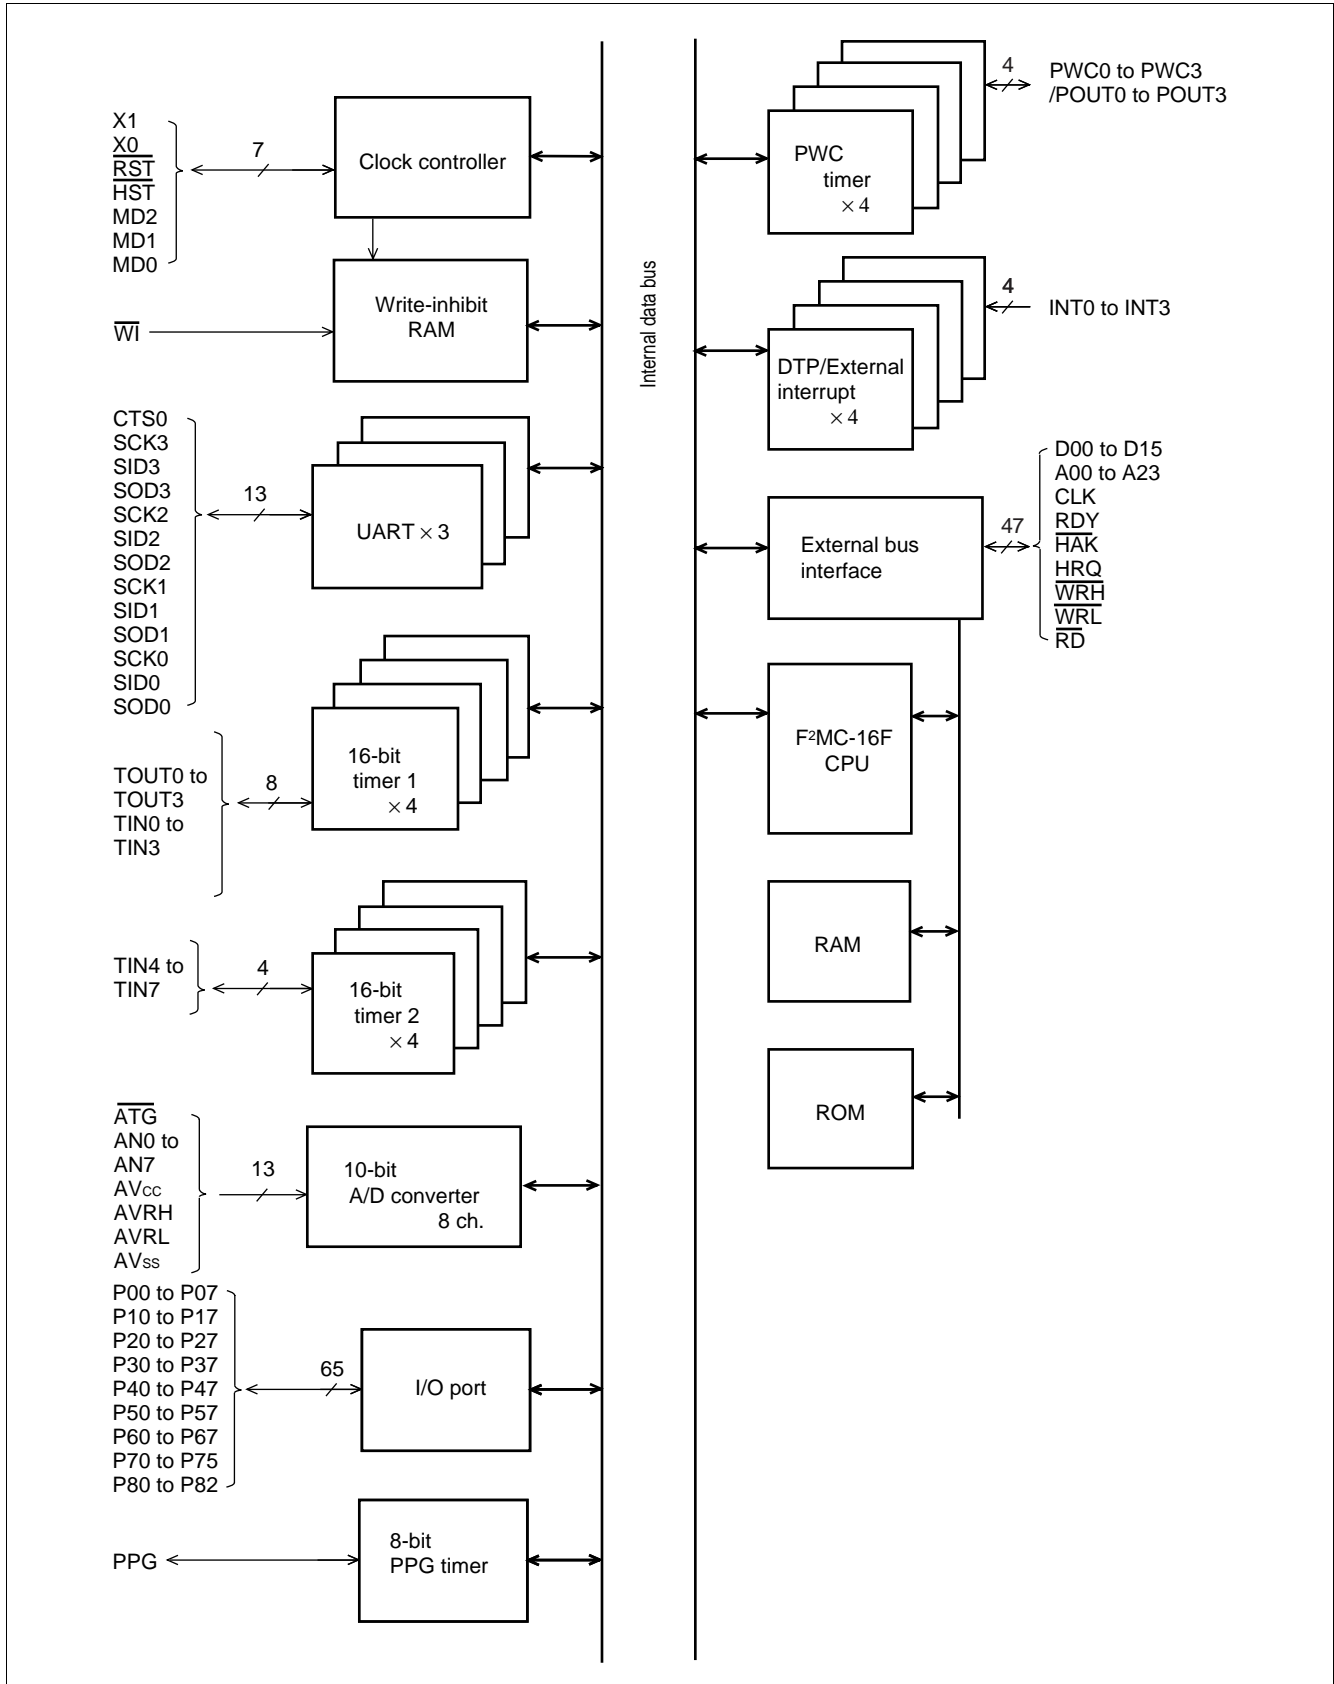 X1
X0
RST
HST
MD2
MD1
MD0
7
Clock controller
WI
Write-inhibit
RAM
CTS0
SCK3
SID3
SOD3
SCK2
SID2
SOD2
SCK1
SID1
SOD1
SCK0
SID0
SOD0
13
UART × 3
TOUT0 to
TOUT3
TIN0 to
TIN3
8
16-bit
timer 1
× 4
TIN4 to
TIN7
4
16-bit
timer 2
× 4
ATG
AN0 to
AN7
AVCC
AVRH
AVRL
AVSS
13
10-bit
A/D converter
8 ch.
P00 to P07
P10 to P17
P20 to P27
P30 to P37
P40 to P47
P50 to P57
P60 to P67
P70 to P75
P80 to P82
65
I/O port
PPG
8-bit
PPG timer
Internal data bus
PWC
timer
× 4
4
PWC0 to PWC3
/POUT0 to POUT3
DTP/External
interrupt
× 4
4
INT0 to INT3
External bus
interface
47
D00 to D15
A00 to A23
CLK
RDY
HAK
HRQ
WRH
WRL
RD
F²MC-16F
CPU
RAM
ROM